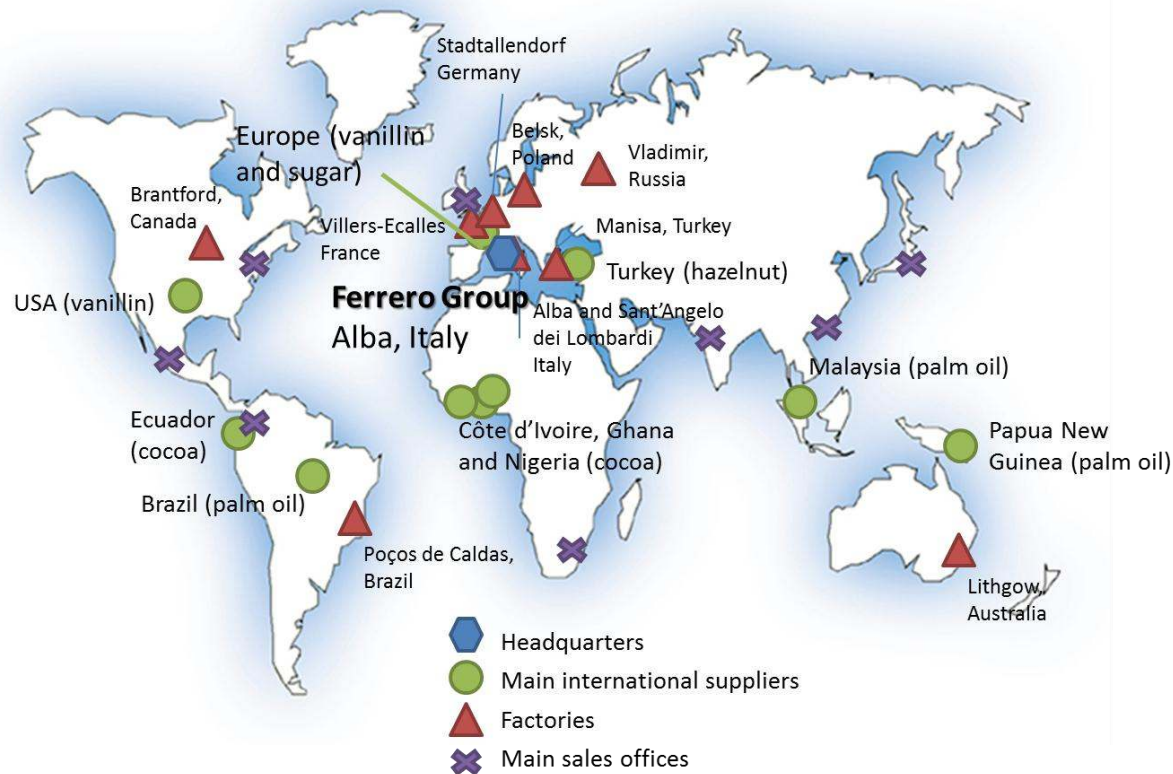 Stadtallendorf
Germany
Europe (vanillin
and sugar)
Belsk,
Poland
Vladimir,
Russia
Brantford,
Canada
Villers-Ecalles
France
Manisa, Turkey
Turkey (hazelnut)
USA (vanillin)
Ferrero Group
Alba, Italy
Alba and Sant’Angelo
dei Lombardi
Italy
Malaysia (palm oil)
Ecuador
(cocoa)
Côte d’Ivoire, Ghana
and Nigeria (cocoa)
Papua New
Guinea (palm oil)
Brazil (palm oil)
Poços de Caldas,
Brazil
Lithgow,
Australia
Headquarters
Main international suppliers
Factories
Main sales offices